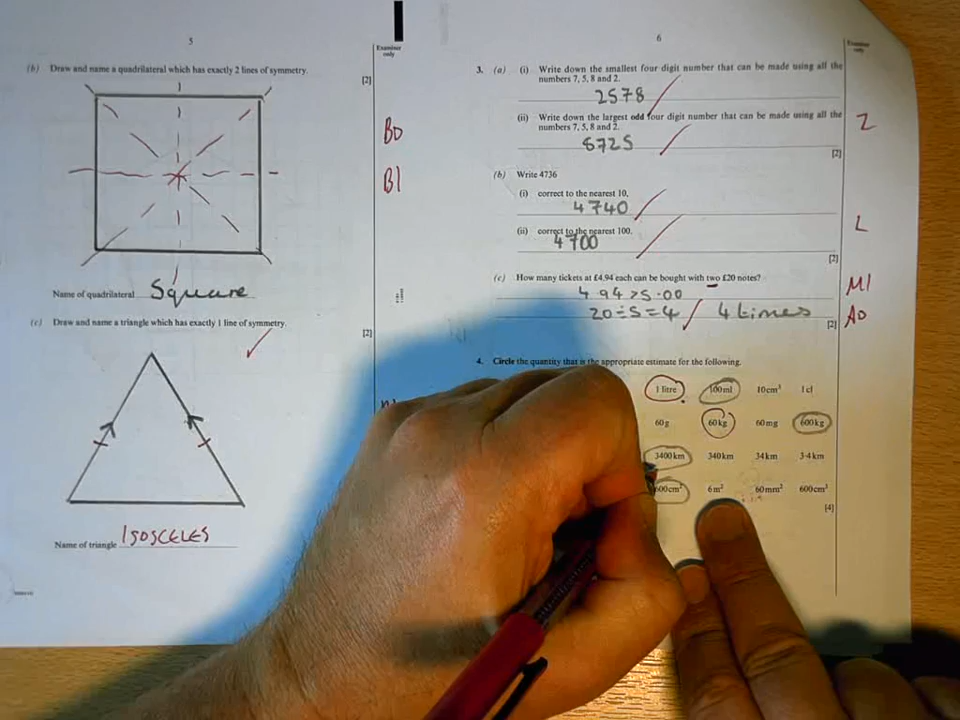 5
Examiner only
(b) Draw and name a quadrilateral which has exactly 2 lines of symmetry.
[2]
B0
B1
Name of quadrilateral Square
(c) Draw and name a triangle which has exactly 1 line of symmetry.
[2]
Name of triangle ISOSCELES
6
Examiner only
3. (a) (i) Write down the smallest four digit number that can be made using all the
numbers 7, 5, 8 and 2.
2578
(ii) Write down the largest odd four digit number that can be made using all the
numbers 7, 5, 8 and 2.
2
8725
[2]
(b) Write 4736
(i) correct to the nearest 10,
4740
(ii) correct to the nearest 100.
4700
[2]
(c) How many tickets at £4.94 each can be bought with two £20 notes?
M1
4 94 > 5.00
20÷5=4 4 times
A0
[2]
4. Circle the quantity that is the appropriate estimate for the following.
1 litre 100 ml 10 cm³ 1 cl
60 g 60 kg 60 mg 600 kg
3400 km 340 km 34 km 3·4 km
600 cm² 6 m² 60 mm² 600 cm³
[4]